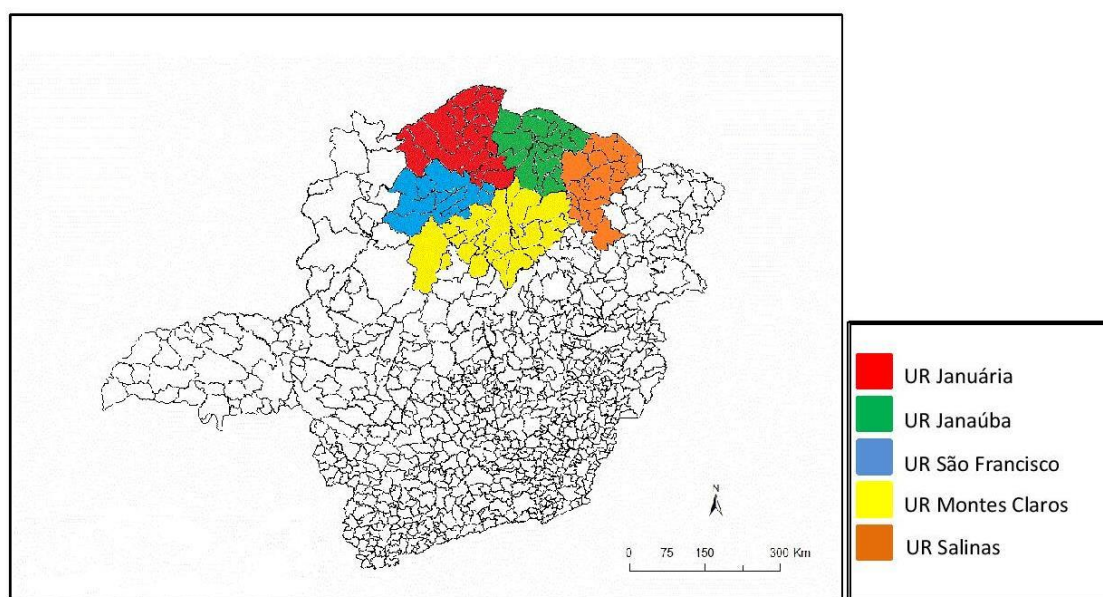 UR Januária
UR Janaúba
UR São Francisco
UR Montes Claros
UR Salinas
N
0 75 150 300 Km